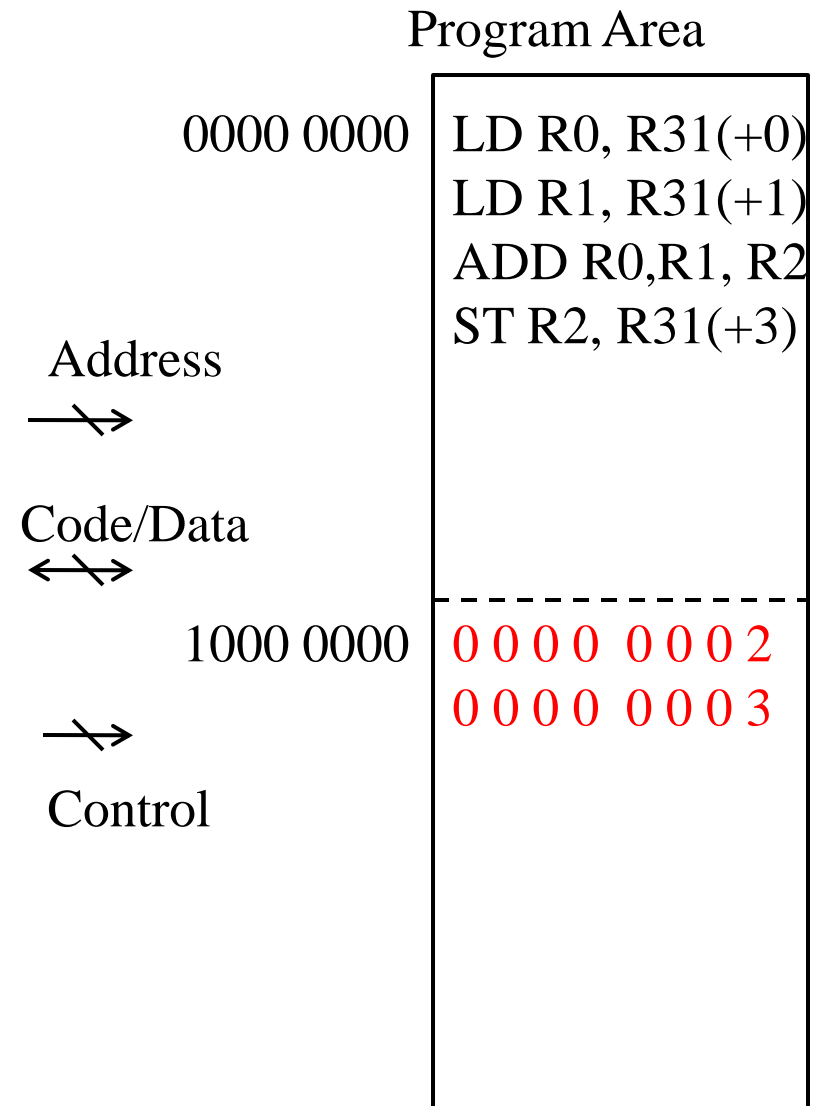 Program Area
0000 0000 LD R0, R31(+0)
LD R1, R31(+1)
ADD R0,R1, R2
ST R2, R31(+3)
Address
Code/Data
1000 0000 0 0 0 0 0 0 0 2
0 0 0 0 0 0 0 3
Control